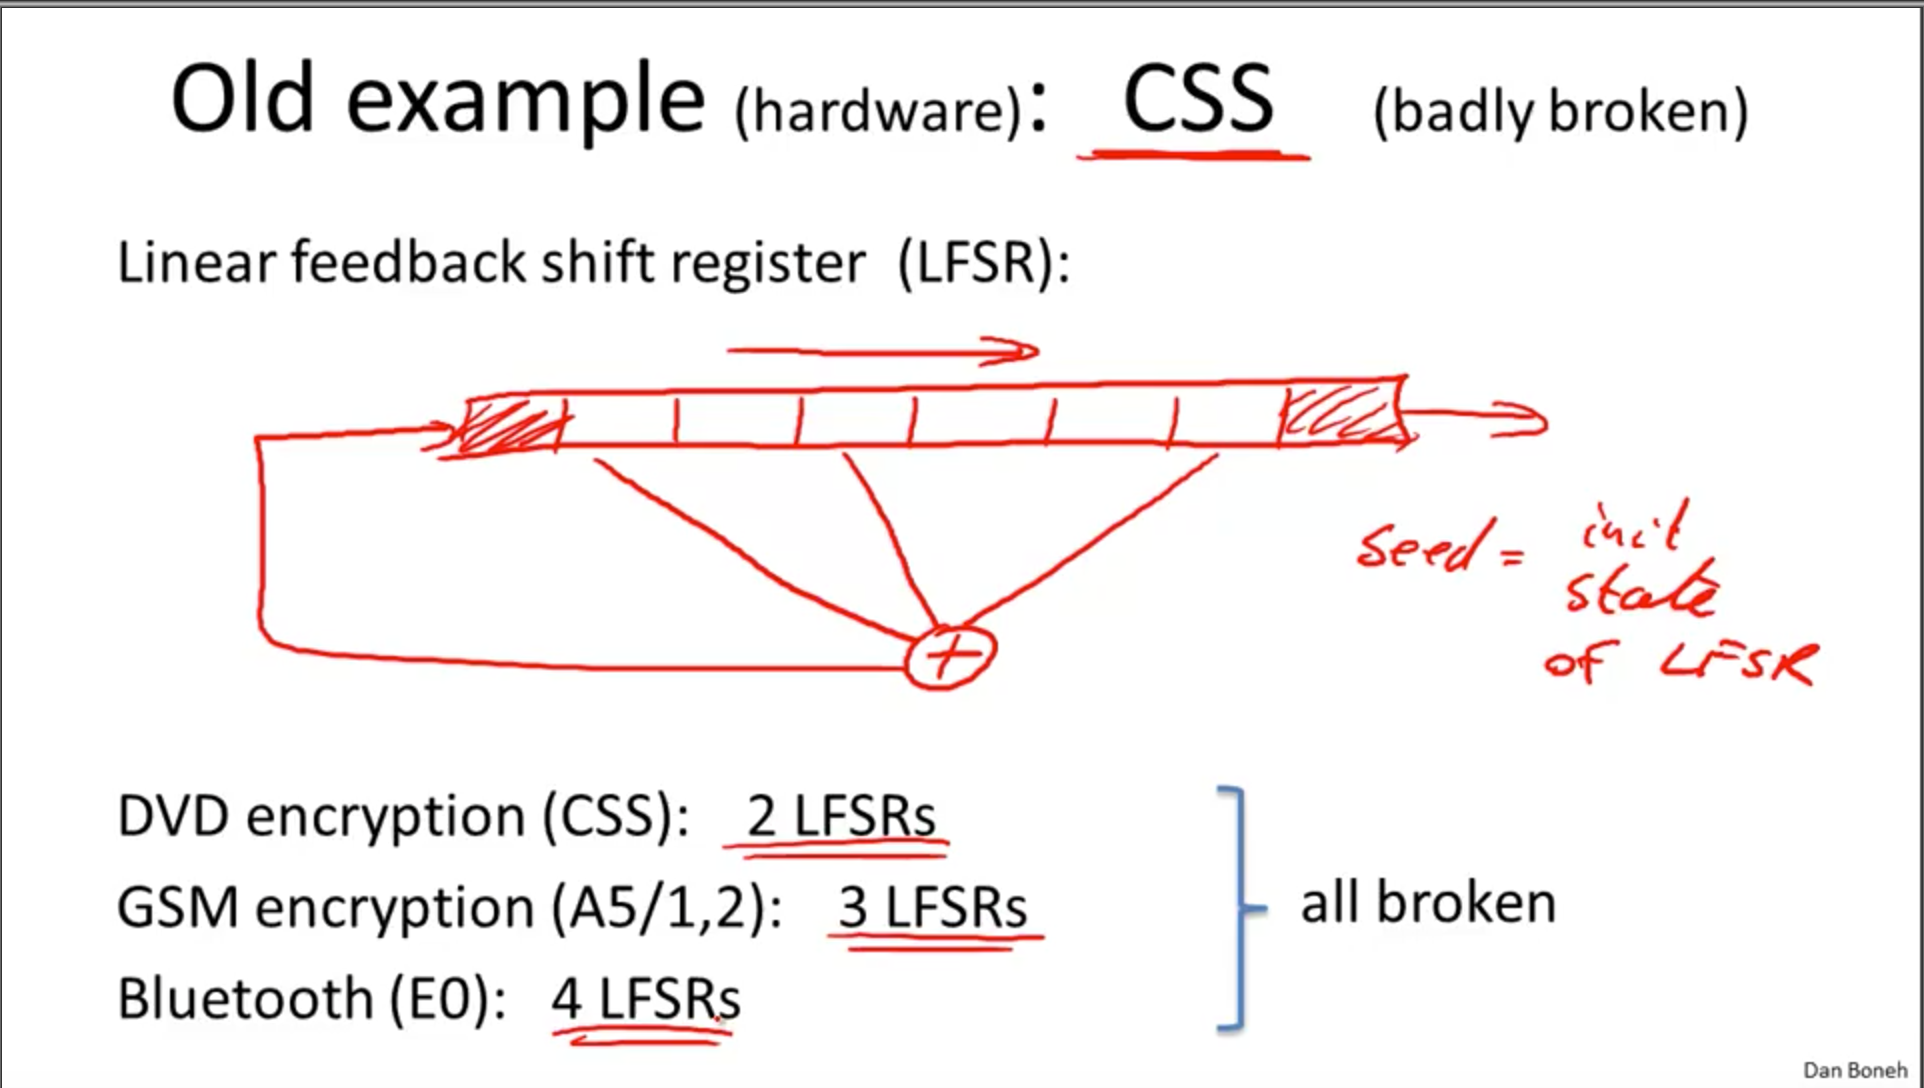 Old example (hardware): CSS (badly broken)
Linear feedback shift register (LFSR):
seed = init
state
of LFSR
+
DVD encryption (CSS): 2 LFSRs
GSM encryption (A5/1,2): 3 LFSRs
all broken
Bluetooth (E0): 4 LFSRs
Dan Boneh